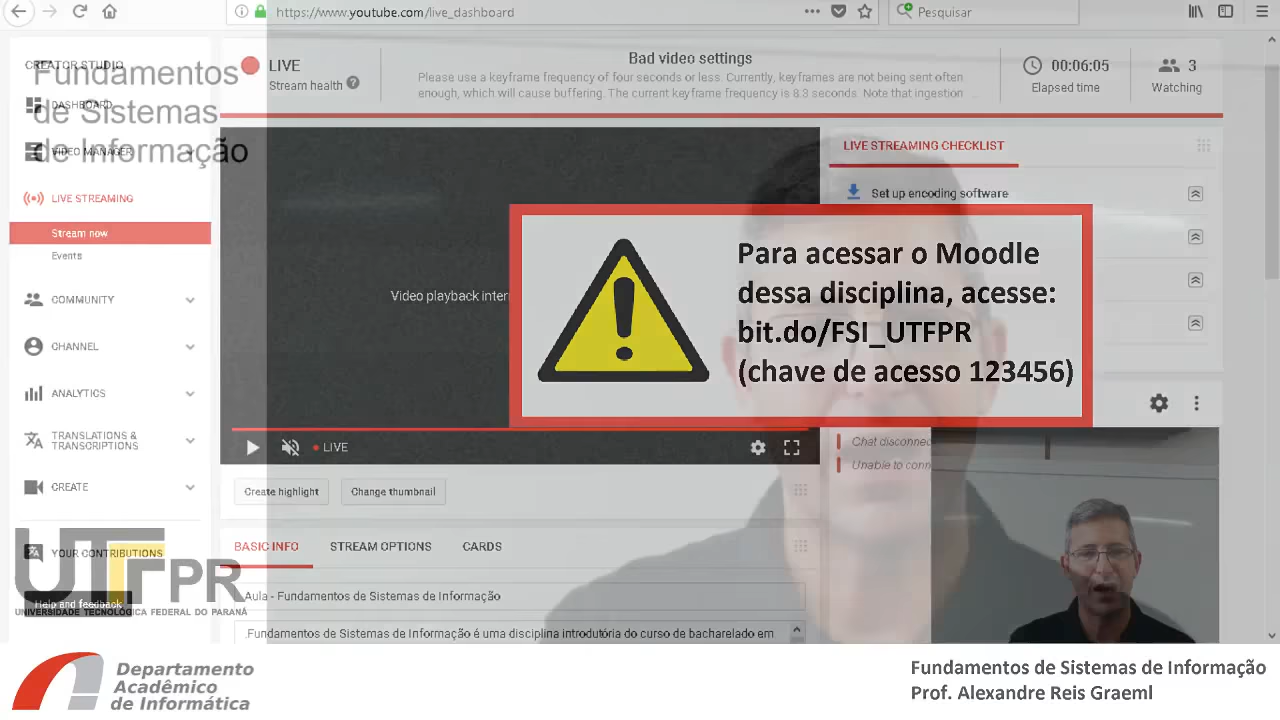 https://www.youtube.com/live_dashboard
Pesquisar
CREATOR STUDIO
Fundamentos
de Sistemas
de Informação
DASHBOARD
VIDEO MANAGER
LIVE STREAMING
Stream now
Events
COMMUNITY
CHANNEL
ANALYTICS
TRANSLATIONS &
TRANSCRIPTIONS
CREATE
YOUR CONTRIBUTIONS
Help and feedback
UTFPR
UNIVERSIDADE TECNOLÓGICA FEDERAL DO PARANÁ
LIVE
Stream health
Bad video settings
Please use a keyframe frequency of four seconds or less. Currently, keyframes are not being sent often
enough, which will cause buffering. The current keyframe frequency is 8.3 seconds. Note that ingestion ...
00:06:05
Elapsed time
3
Watching
Video playback inter
LIVE
LIVE STREAMING CHECKLIST
Set up encoding software
Para acessar o Moodle
dessa disciplina, acesse:
bit.do/FSI_UTFPR
(chave de acesso 123456)
Chat disconnec
Unable to conn
Create highlight
Change thumbnail
BASIC INFO
STREAM OPTIONS
CARDS
Aula - Fundamentos de Sistemas de Informação
.Fundamentos de Sistemas de Informação é uma disciplina introdutória do curso de bacharelado em
Departamento
Acadêmico
de Informática
Fundamentos de Sistemas de Informação
Prof. Alexandre Reis Graeml